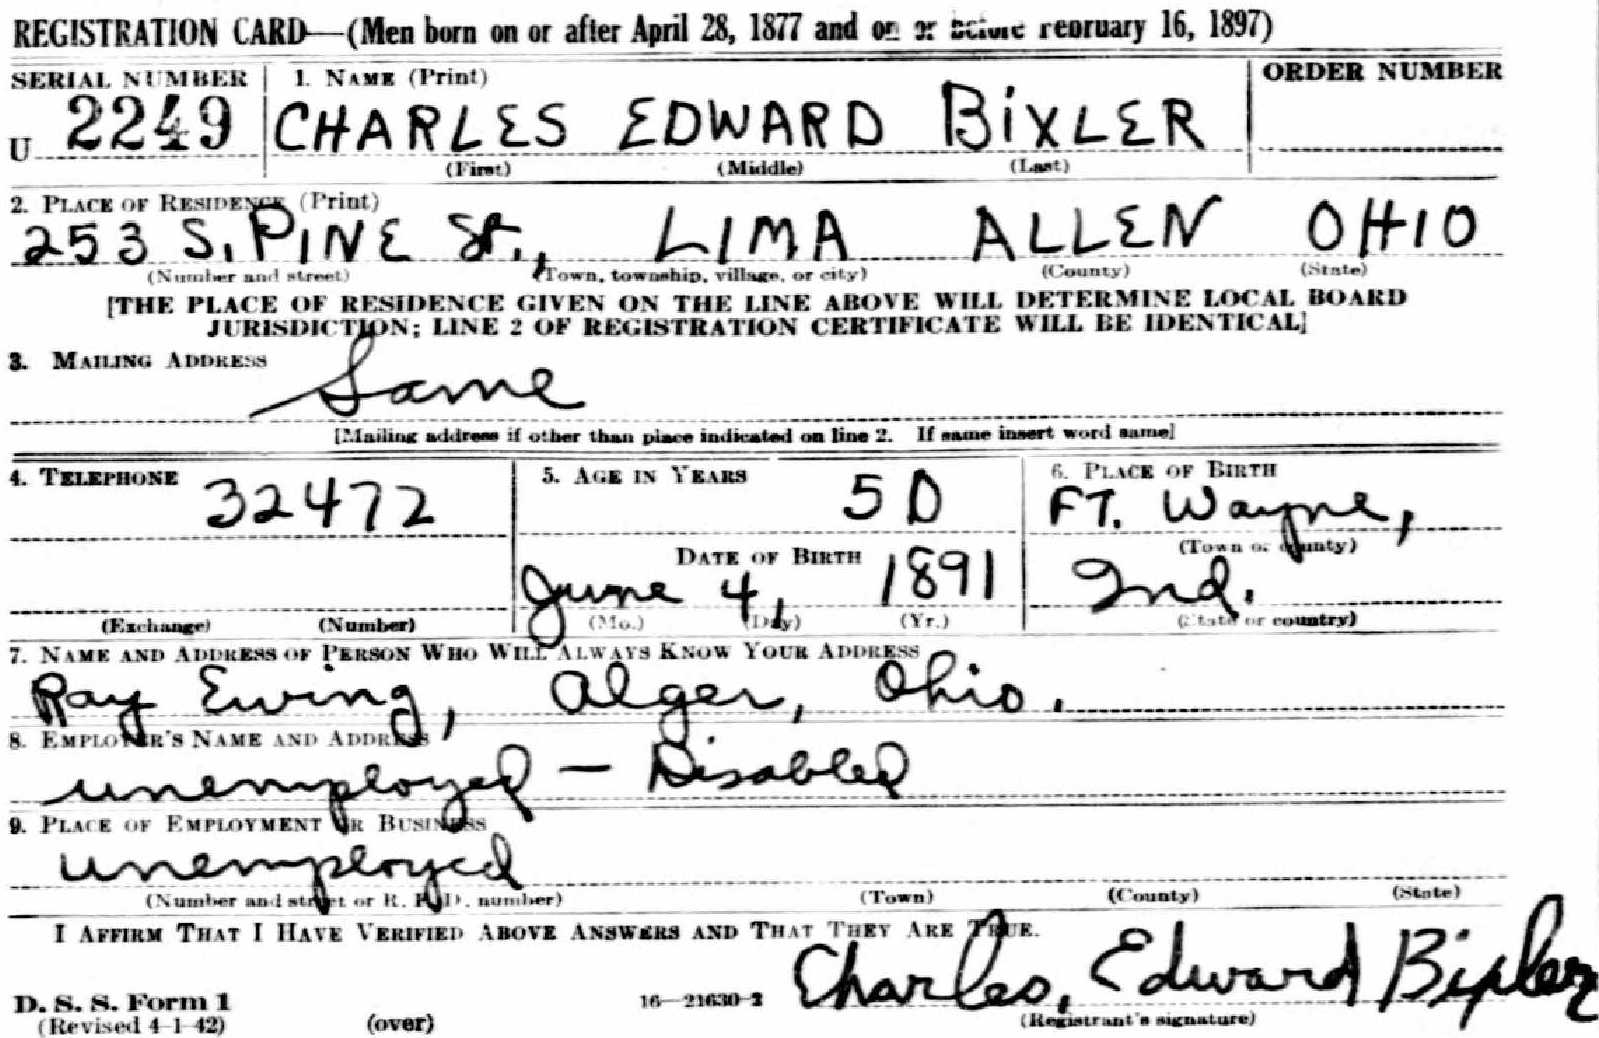 REGISTRATION CARD—(Men born on or after April 28, 1877 and on or before February 16, 1897)
SERIAL NUMBER 1. NAME (Print) ORDER NUMBER
U 2249 CHARLES EDWARD BIXLER
(First) (Middle) (Last)
2. PLACE OF RESIDENCE (Print)
253 S. PINE St., LIMA ALLEN OHIO
(Number and street) (Town, township, village, or city) (County) (State)
[THE PLACE OF RESIDENCE GIVEN ON THE LINE ABOVE WILL DETERMINE LOCAL BOARD
JURISDICTION; LINE 2 OF REGISTRATION CERTIFICATE WILL BE IDENTICAL]
3. MAILING ADDRESS
Same
[Mailing address if other than place indicated on line 2. If same insert word same]
4. TELEPHONE 5. AGE IN YEARS 6. PLACE OF BIRTH
32472 50 FT. Wayne,
DATE OF BIRTH (Town or county)
June 4, 1891 Ind.
(Exchange) (Number) (Mo.) (Day) (Yr.) (State or country)
7. NAME AND ADDRESS OF PERSON WHO WILL ALWAYS KNOW YOUR ADDRESS
Ray Ewing, Alger, Ohio.
8. EMPLOYER'S NAME AND ADDRESS
unemployed — Disabled
9. PLACE OF EMPLOYMENT OR BUSINESS
unemployed
(Number and street or R. F. D. number) (Town) (County) (State)
I AFFIRM THAT I HAVE VERIFIED ABOVE ANSWERS AND THAT THEY ARE TRUE.
Charles, Edward Bixler
D. S. S. Form 1 16—21630-2
(Revised 4-1-42) (over) (Registrant's signature)